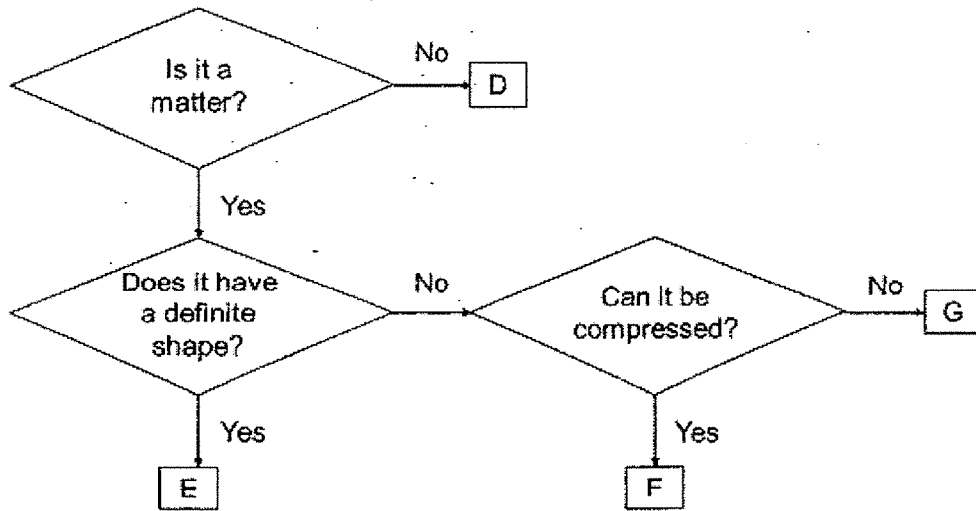 Is it a
matter?
No
D
Yes
Does it have
a definite
shape?
No
Can it be
compressed?
No
G
Yes
E
Yes
F